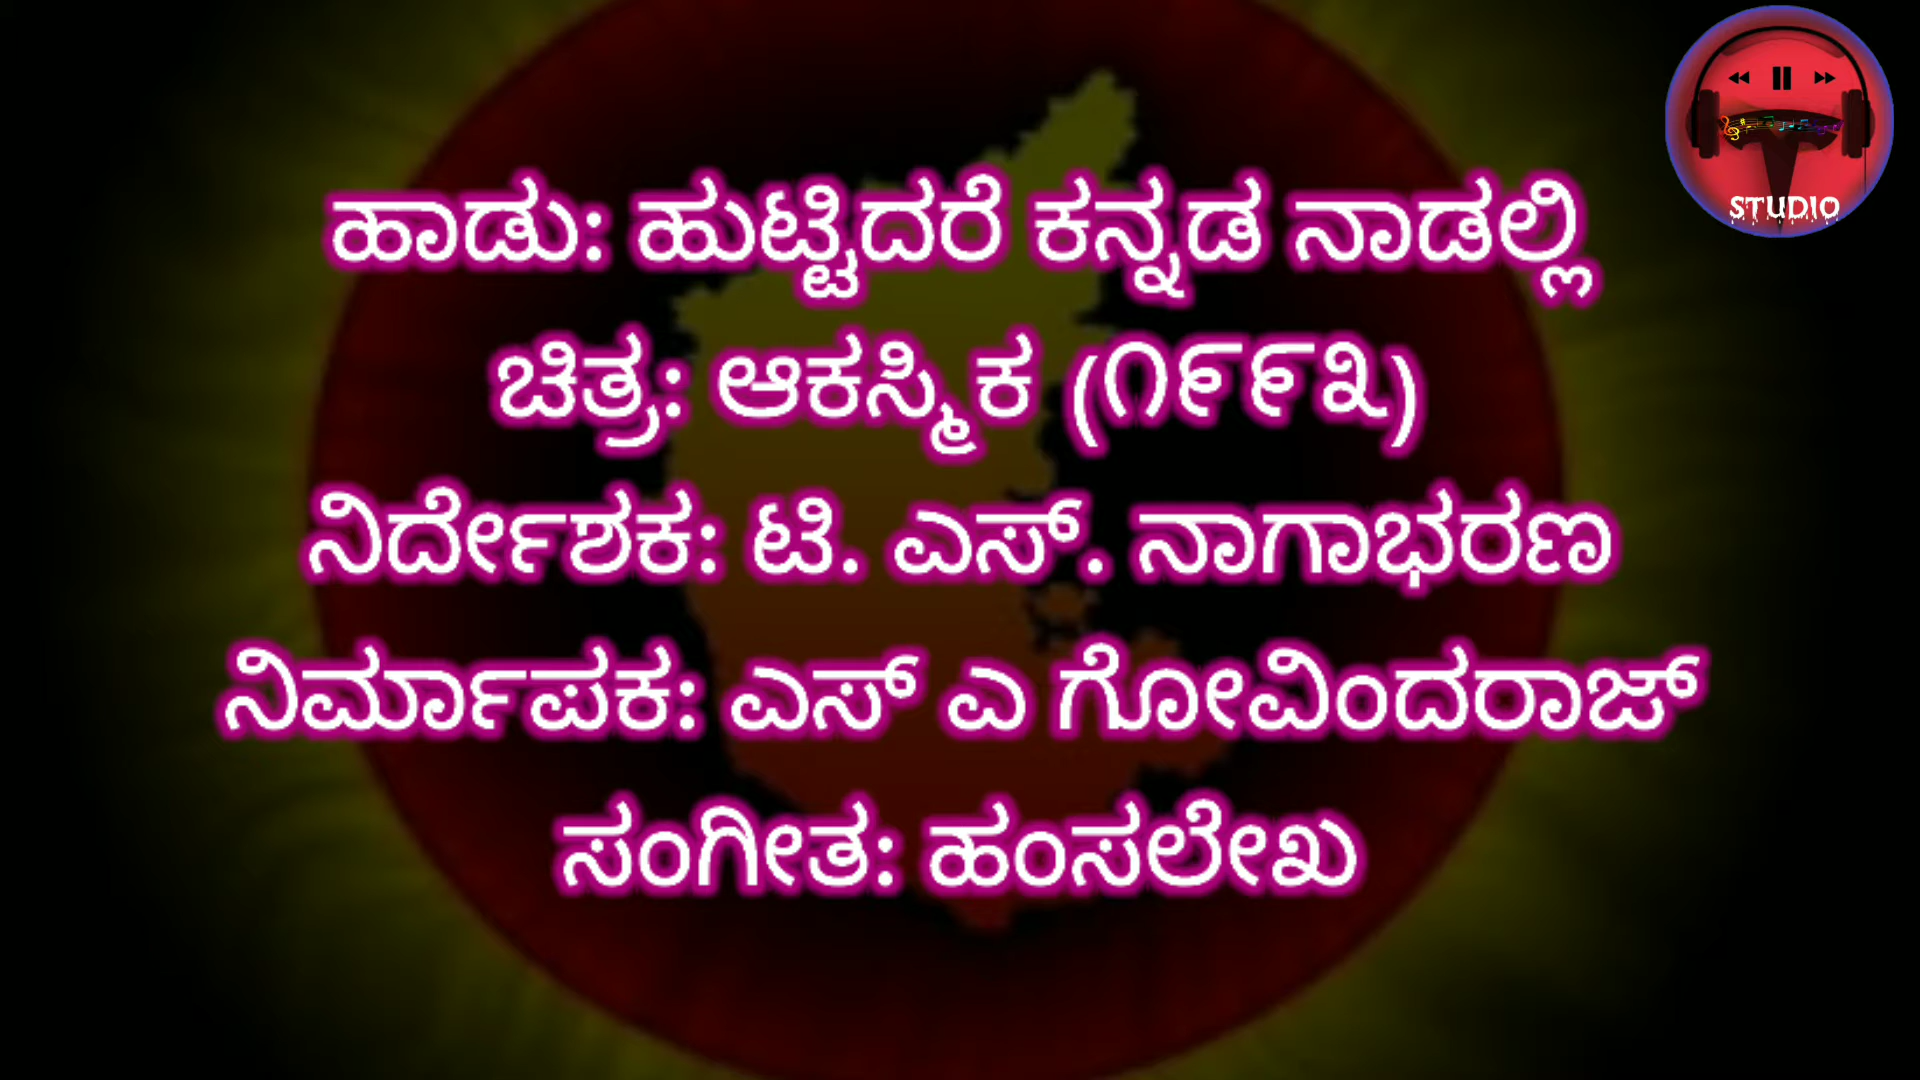 ಹಾಡು: ಹುಟ್ಟಿದರೆ ಕನ್ನಡ ನಾಡಲ್ಲಿ
ಚಿತ್ರ: ಆಕಸ್ಮಿಕ (೧೯೯೩)
ನಿರ್ದೇಶಕ: ಟಿ. ಎಸ್. ನಾಗಾಭರಣ
ನಿರ್ಮಾಪಕ: ಎಸ್ ಎ ಗೋವಿಂದರಾಜ್
ಸಂಗೀತ: ಹಂಸಲೇಖ
STUDIO